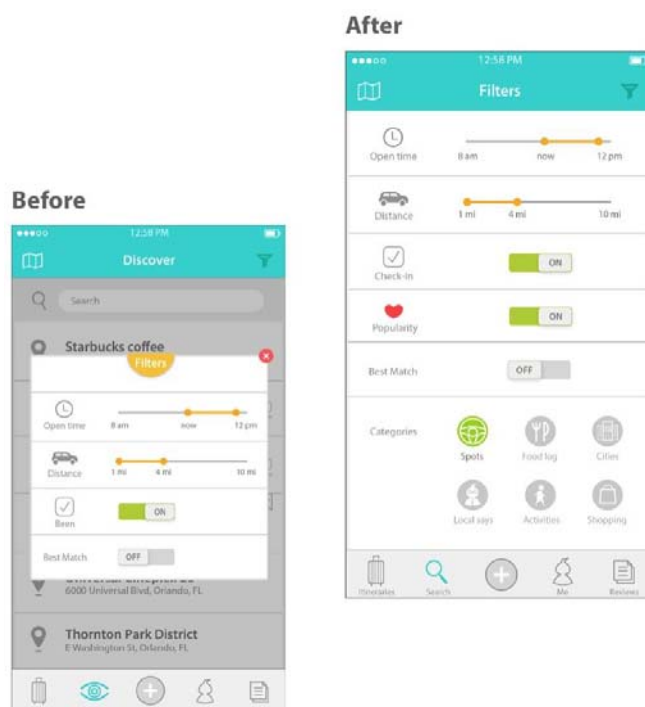 After
12:58 PM
Filters
Open time
8 am now 12 pm
Distance
1 mi 4 mi 10 mi
Check-in
ON
Popularity
ON
Best Match
OFF
Categories
Spots Food log Cities
Local says Activities Shopping
Itineraries Search Me Reviews
Before
12:58 PM
Discover
Search
Starbucks coffee
Filters
Open time
8 am now 12 pm
Distance
1 mi 4 mi 10 mi
Been
ON
Best Match
OFF
6000 Universal Blvd, Orlando, FL
Thornton Park District
E Washington St, Orlando, FL